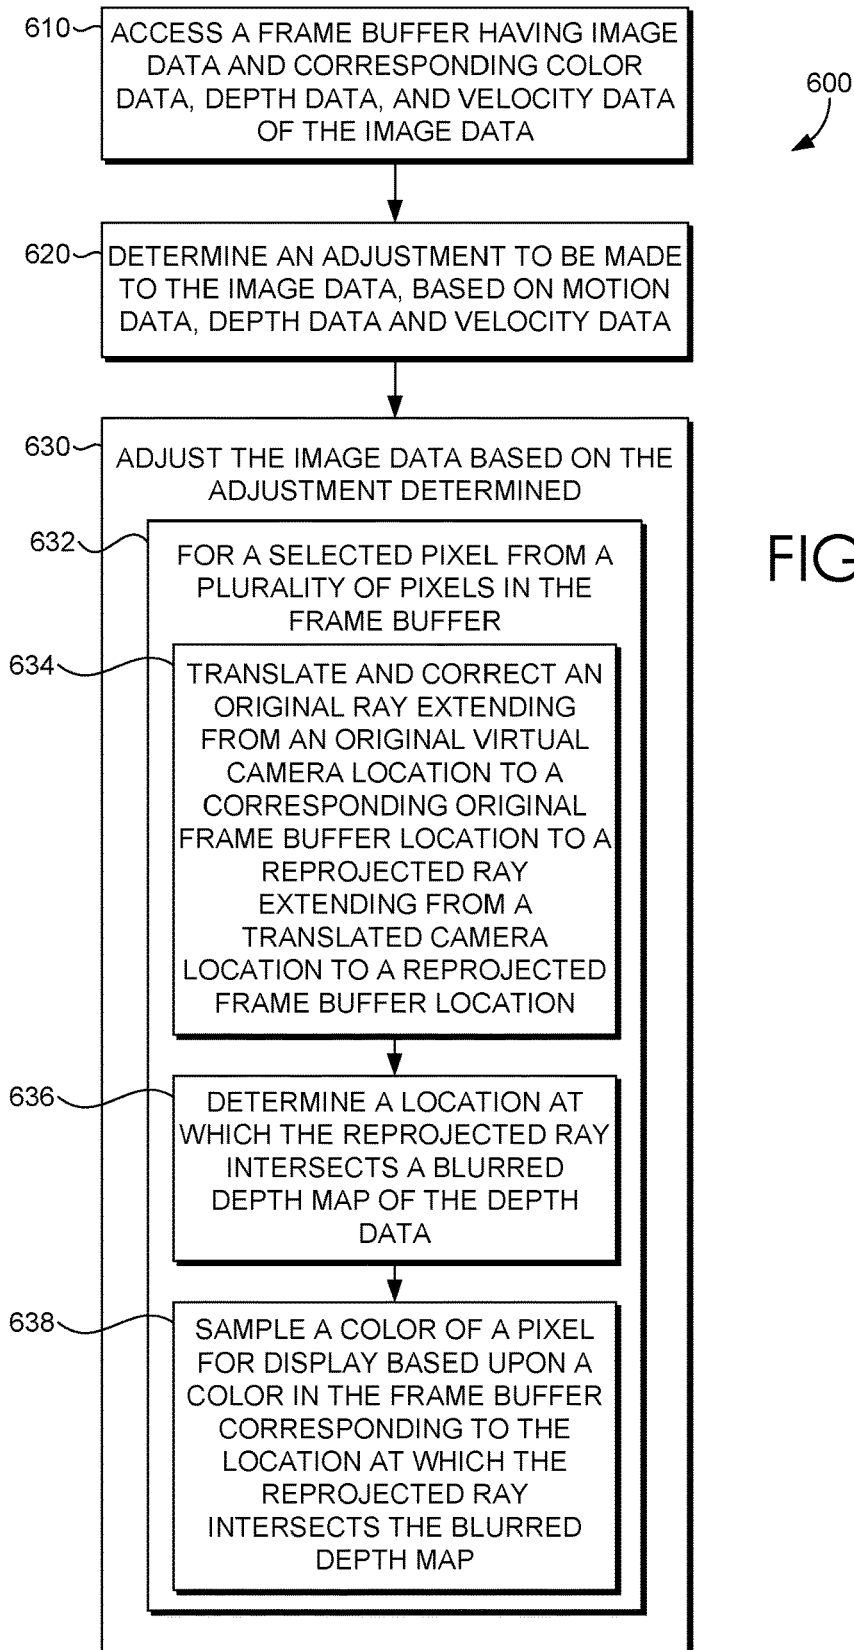 610
ACCESS A FRAME BUFFER HAVING IMAGE
DATA AND CORRESPONDING COLOR
DATA, DEPTH DATA, AND VELOCITY DATA
OF THE IMAGE DATA
600
620
DETERMINE AN ADJUSTMENT TO BE MADE
TO THE IMAGE DATA, BASED ON MOTION
DATA, DEPTH DATA AND VELOCITY DATA
630
ADJUST THE IMAGE DATA BASED ON THE
ADJUSTMENT DETERMINED
632
FOR A SELECTED PIXEL FROM A
PLURALITY OF PIXELS IN THE
FRAME BUFFER
FIG
634
TRANSLATE AND CORRECT AN
ORIGINAL RAY EXTENDING
FROM AN ORIGINAL VIRTUAL
CAMERA LOCATION TO A
CORRESPONDING ORIGINAL
FRAME BUFFER LOCATION TO A
REPROJECTED RAY
EXTENDING FROM A
TRANSLATED CAMERA
LOCATION TO A REPROJECTED
FRAME BUFFER LOCATION
636
DETERMINE A LOCATION AT
WHICH THE REPROJECTED RAY
INTERSECTS A BLURRED
DEPTH MAP OF THE DEPTH
DATA
638
SAMPLE A COLOR OF A PIXEL
FOR DISPLAY BASED UPON A
COLOR IN THE FRAME BUFFER
CORRESPONDING TO THE
LOCATION AT WHICH THE
REPROJECTED RAY
INTERSECTS THE BLURRED
DEPTH MAP